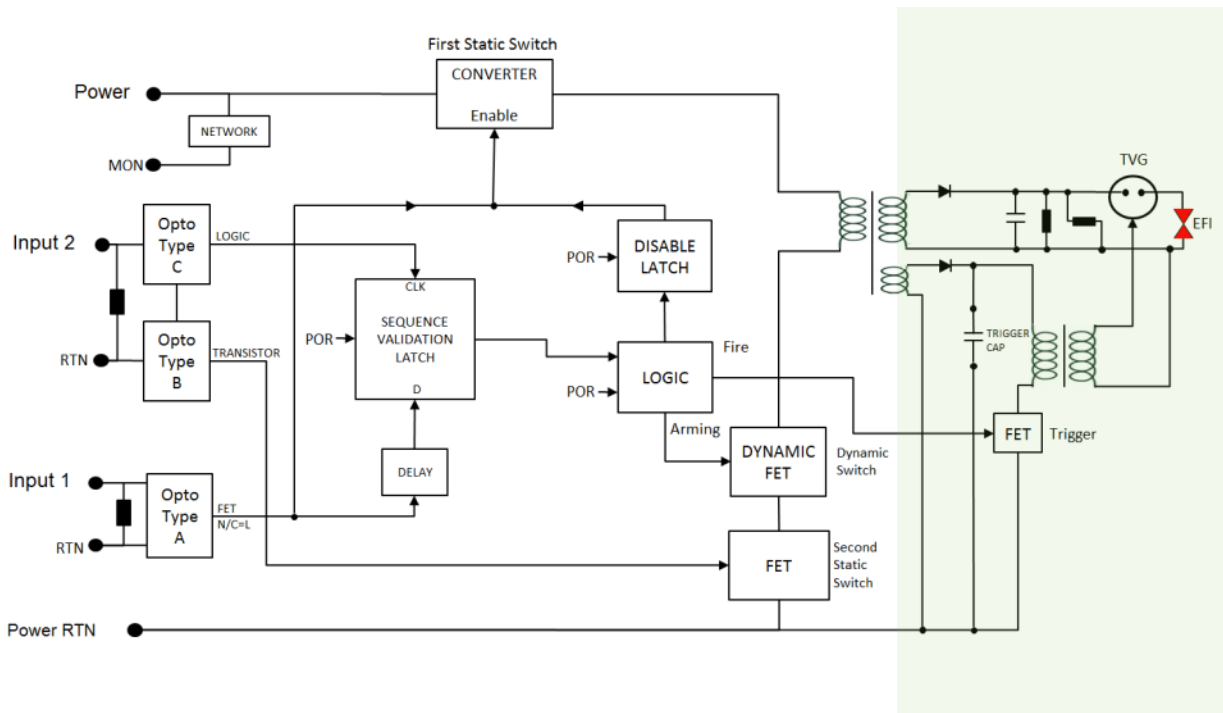 First Static Switch
CONVERTER
Enable
Power
NETWORK
MON
TVG
EFI
Input 2
Opto
Type
C
LOGIC
POR
DISABLE
LATCH
CLK
SEQUENCE
VALIDATION
LATCH
D
POR
RTN
Opto
Type
B
TRANSISTOR
TRIGGER
CAP
Fire
LOGIC
POR
Arming
FET
Trigger
DYNAMIC
FET
Dynamic
Switch
DELAY
Input 1
Opto
Type
A
FET
N/C=L
RTN
FET
Second
Static
Switch
Power RTN